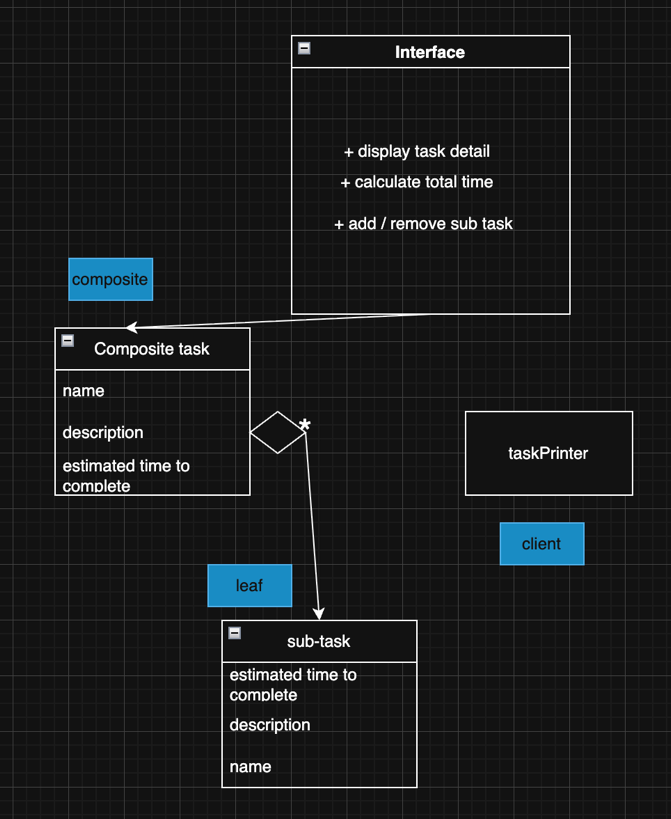 Interface
+ display task detail
+ calculate total time
+ add / remove sub task
composite
Composite task
name
description
estimated time to
complete
*
taskPrinter
client
leaf
sub-task
estimated time to
complete
description
name